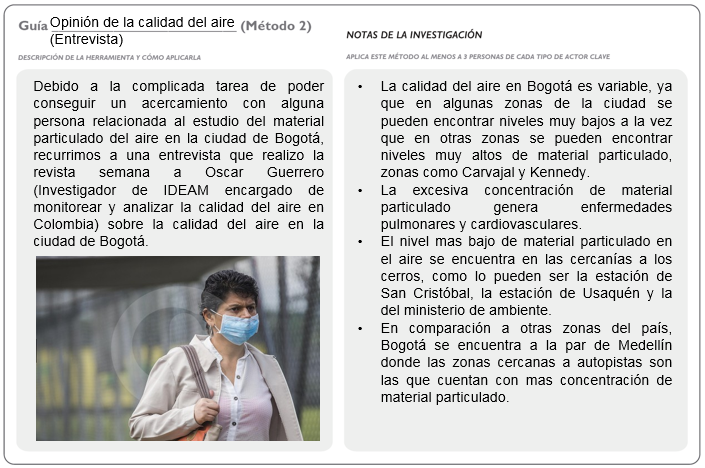 Guía Opinión de la calidad del aire (Método 2)
(Entrevista)
DESCRIPCIÓN DE LA HERRAMIENTA Y CÓMO APLICARLA
Debido a la complicada tarea de poder
conseguir un acercamiento con alguna
persona relacionada al estudio del material
particulado del aire en la ciudad de Bogotá,
recurrimos a una entrevista que realizo la
revista semana a Oscar Guerrero
(Investigador de IDEAM encargado de
monitorear y analizar la calidad del aire en
Colombia) sobre la calidad del aire en la
ciudad de Bogotá.
NOTAS DE LA INVESTIGACIÓN
APLICA ESTE MÉTODO AL MENOS A 3 PERSONAS DE CADA TIPO DE ACTOR CLAVE
• La calidad del aire en Bogotá es variable, ya
que en algunas zonas de la ciudad se
pueden encontrar niveles muy bajos a la vez
que en otras zonas se pueden encontrar
niveles muy altos de material particulado,
zonas como Carvajal y Kennedy.
• La excesiva concentración de material
particulado genera enfermedades
pulmonares y cardiovasculares.
• El nivel mas bajo de material particulado en
el aire se encuentra en las cercanías a los
cerros, como lo pueden ser la estación de
San Cristóbal, la estación de Usaquén y la
del ministerio de ambiente.
• En comparación a otras zonas del país,
Bogotá se encuentra a la par de Medellín
donde las zonas cercanas a autopistas son
las que cuentan con mas concentración de
material particulado.